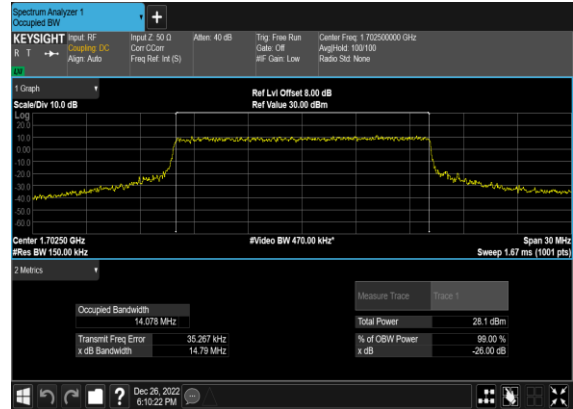 Spectrum Analyzer 1
Occupied BW
KEYSIGHT
R T
LNI
Input: RF
Coupling: DC
Align: Auto
Input Z: 50 Ω
Corr CCorr
Freq Ref: Int (S)
Atten: 40 dB
Trig: Free Run
Gate: Off
#IF Gain: Low
Center Freq: 1.702500000 GHz
Avg|Hold: 100/100
Radio Std: None
1 Graph
Scale/Div 10.0 dB
Ref Lvl Offset 8.00 dB
Ref Value 30.00 dBm
Log
20.0
10.0
0.00
-10.0
-20.0
-30.0
-40.0
-50.0
-60.0
Center 1.70250 GHz
#Res BW 150.00 kHz
#Video BW 470.00 kHz*
Span 30 MHz
Sweep 1.67 ms (1001 pts)
2 Metrics
Measure Trace Trace 1
Occupied Bandwidth
14.078 MHz
Total Power 28.1 dBm
Transmit Freq Error 35.267 kHz
% of OBW Power 99.00 %
x dB Bandwidth 14.79 MHz
x dB -26.00 dB
Dec 26, 2022
6:10:22 PM